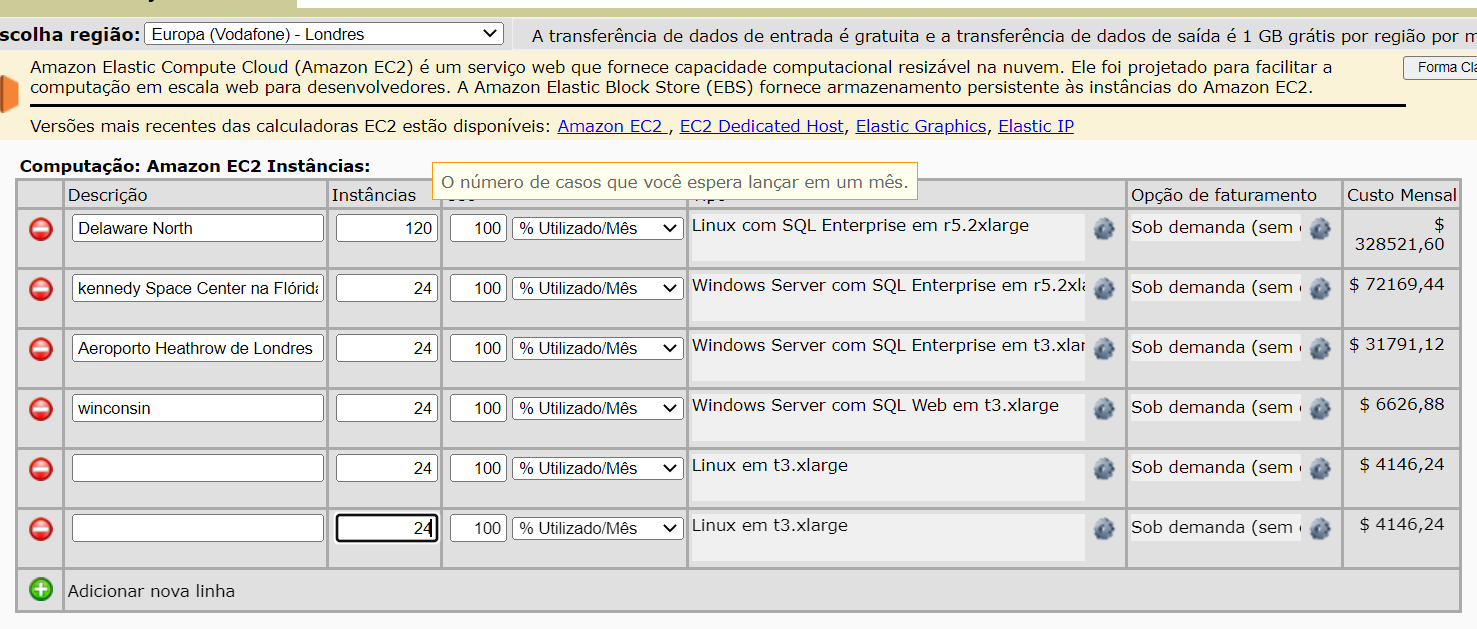 scolha região: Europa (Vodafone) - Londres A transferência de dados de entrada é gratuita e a transferência de dados de saída é 1 GB grátis por região por
Amazon Elastic Compute Cloud (Amazon EC2) é um serviço web que fornece capacidade computacional resizável na nuvem. Ele foi projetado para facilitar a
computação em escala web para desenvolvedores. A Amazon Elastic Block Store (EBS) fornece armazenamento persistente às instâncias do Amazon EC2.
Forma Cla
Versões mais recentes das calculadoras EC2 estão disponíveis: Amazon EC2 , EC2 Dedicated Host, Elastic Graphics, Elastic IP
Computação: Amazon EC2 Instâncias:
O número de casos que você espera lançar em um mês.
Descrição Instâncias Opção de faturamento Custo Mensal
Delaware North 120 100 % Utilizado/Mês Linux com SQL Enterprise em r5.2xlarge Sob demanda (sem $
328521,60
kennedy Space Center na Flórida 24 100 % Utilizado/Mês Windows Server com SQL Enterprise em r5.2xla Sob demanda (sem $ 72169,44
Aeroporto Heathrow de Londres 24 100 % Utilizado/Mês Windows Server com SQL Enterprise em t3.xlar Sob demanda (sem $ 31791,12
winconsin 24 100 % Utilizado/Mês Windows Server com SQL Web em t3.xlarge Sob demanda (sem $ 6626,88
24 100 % Utilizado/Mês Linux em t3.xlarge Sob demanda (sem $ 4146,24
24 100 % Utilizado/Mês Linux em t3.xlarge Sob demanda (sem $ 4146,24
Adicionar nova linha